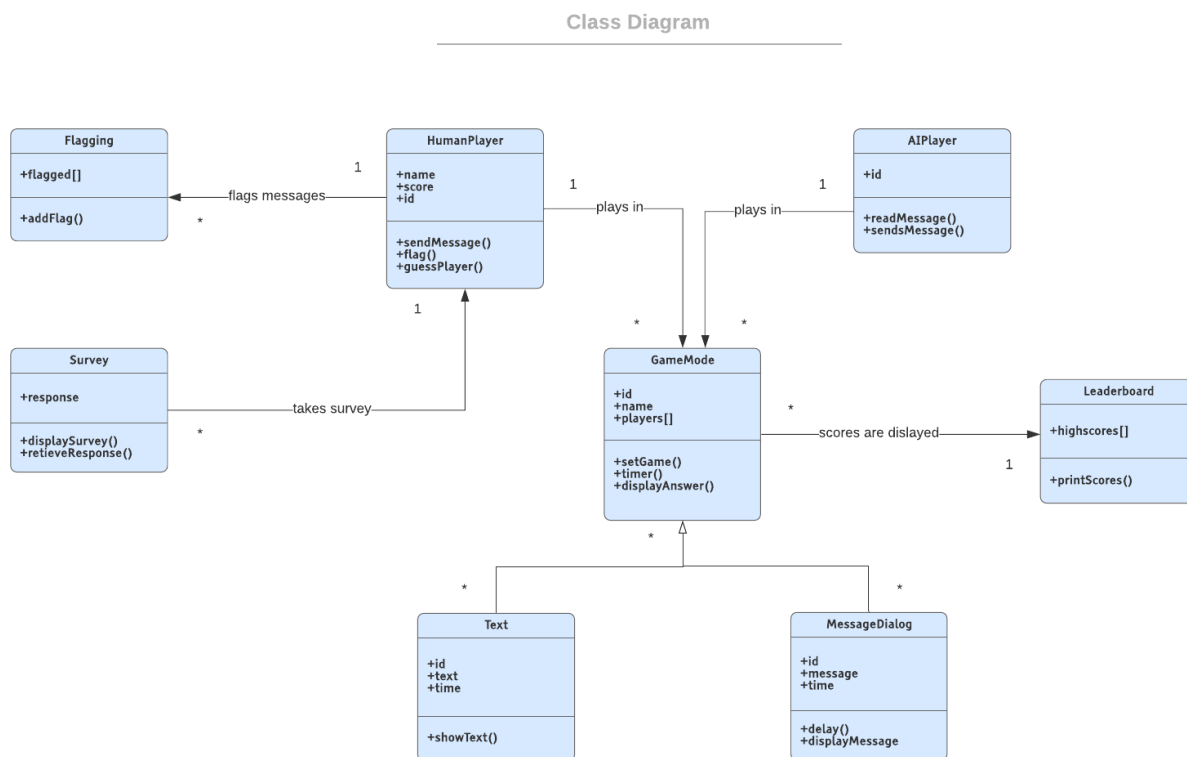 Class Diagram
Flagging
+flagged[]
+addFlag()
1
flags messages
*
HumanPlayer
+name
+score
+id
+sendMessage()
+flag()
+guessPlayer()
1
plays in
*
AIPlayer
+id
+readMessage()
+sendsMessage()
1
plays in
*
Survey
+response
+displaySurvey()
+retieveResponse()
1
takes survey
*
GameMode
+id
+name
+players[]
+setGame()
+timer()
+displayAnswer()
*
scores are dislayed
1
Leaderboard
+highscores[]
+printScores()
*
*
*
Text
+id
+text
+time
+showText()
MessageDialog
+id
+message
+time
+delay()
+displayMessage